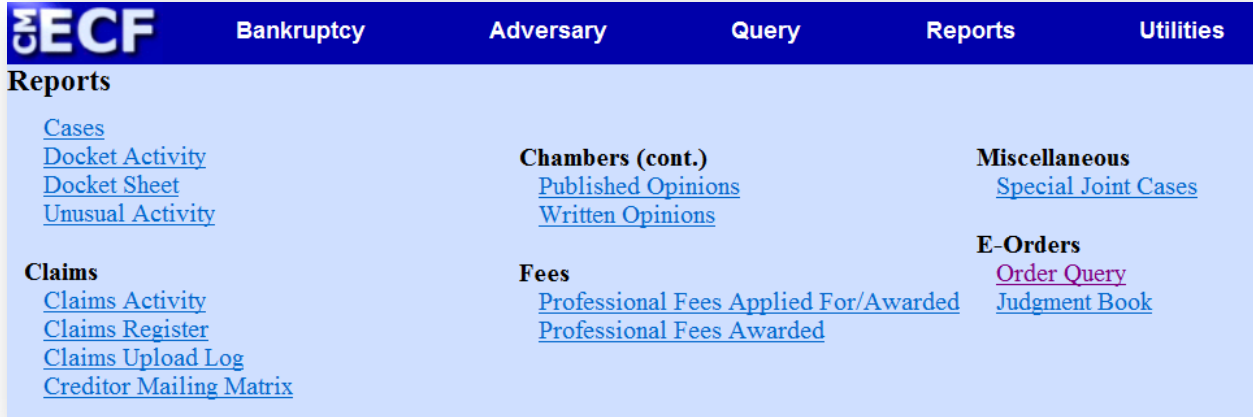 CM ECF Bankruptcy Adversary Query Reports Utilities
Reports
Cases
Docket Activity
Docket Sheet
Unusual Activity
Claims
Claims Activity
Claims Register
Claims Upload Log
Creditor Mailing Matrix
Chambers (cont.)
Published Opinions
Written Opinions
Fees
Professional Fees Applied For/Awarded
Professional Fees Awarded
Miscellaneous
Special Joint Cases
E-Orders
Order Query
Judgment Book